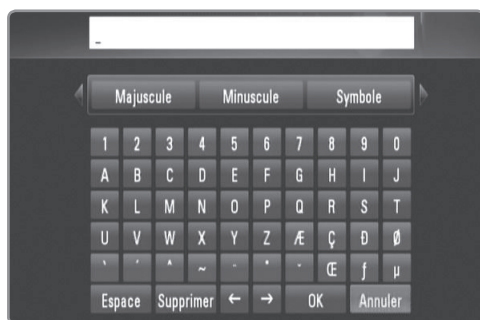 _
Majuscule Minuscule Symbole
1 2 3 4 5 6 7 8 9 0
A B C D E F G H I J
K L M N O P Q R S T
U V W X Y Z Æ Ç Ð Ø
` ´ ^ ~ - ˙ ˘ Œ ƒ µ
Espace Supprimer ← → OK Annuler